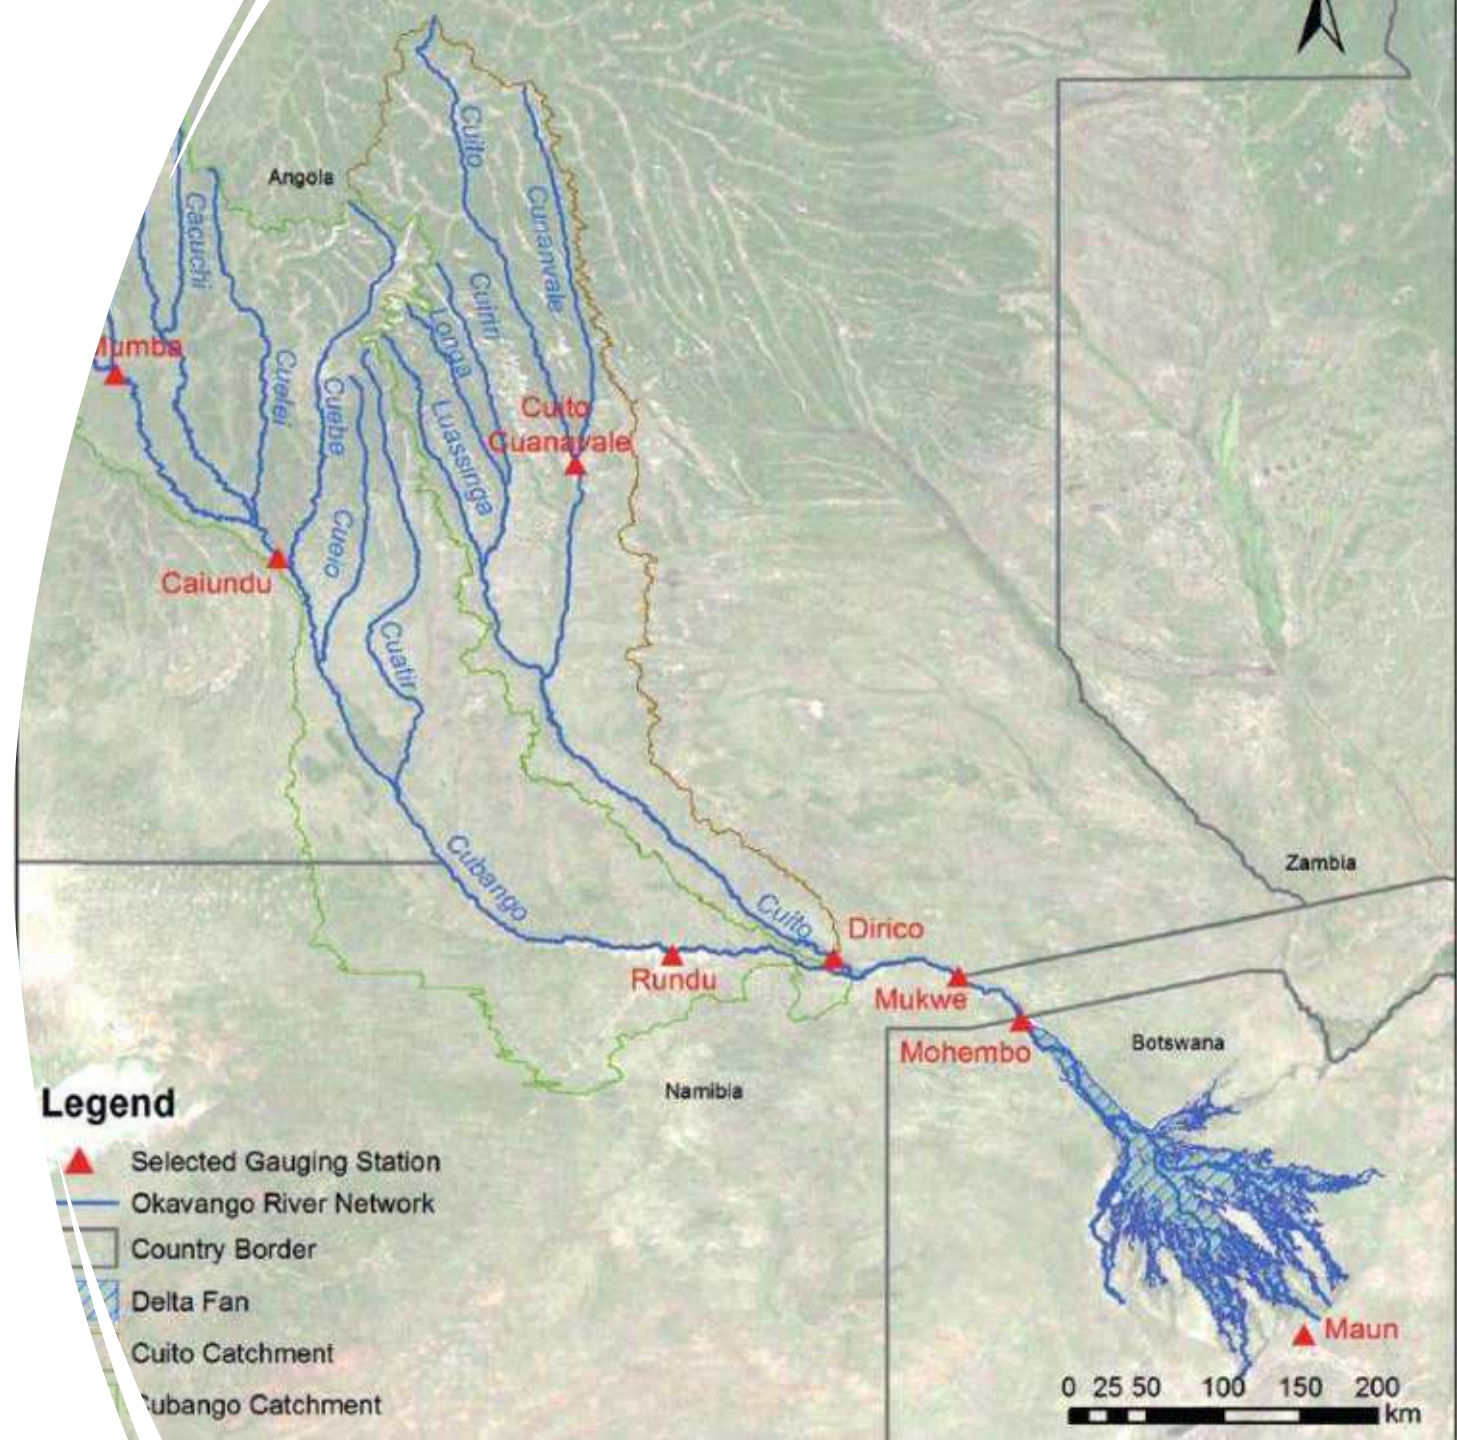 Angola
Cuito
Cunanvale
Cacuchi
Cuiriri
Longa
Cuelei
Cuebe
Luassinga
Cuito
Cuanavale
Caiundu
Cueio
Cuatir
Cubango
Cuito
Dirico
Rundu
Mukwe
Mohembo
Zambia
Botswana
Namibia
Maun
Legend
Selected Gauging Station
Okavango River Network
Country Border
Delta Fan
Cuito Catchment
Cubango Catchment
0 25 50 100 150 200
km